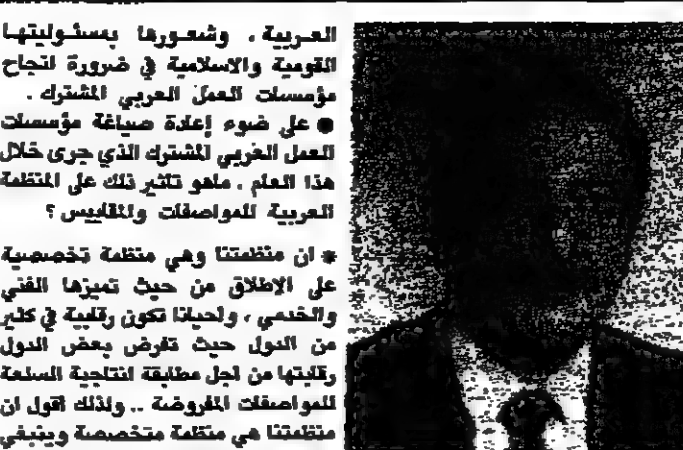 العربية ، وشعورها بمسئوليتها
القومية والاسلامية في ضرورة انجاح
مؤسسات العمل العربي المشترك .
● على ضوء إعادة صياغة مؤسسات
العمل العربي المشترك الذي جرى خلال
هذا العام . ماهو تأثير ذلك على المنظمة
العربية للمواصفات والمقاييس ؟
* ان منظمتنا وهي منظمة تخصصية
على الاطلاق من حيث تميزها الفني
والخدمي ، واحيانا تكون رقابية في كثير
من الدول حيث تفرض بعض الدول
رقابتها من اجل مطابقة انتاجية السلعة
للمواصفات المفروضة .. ولذلك أقول ان
منظمتنا هي منظمة متخصصة وينبغي